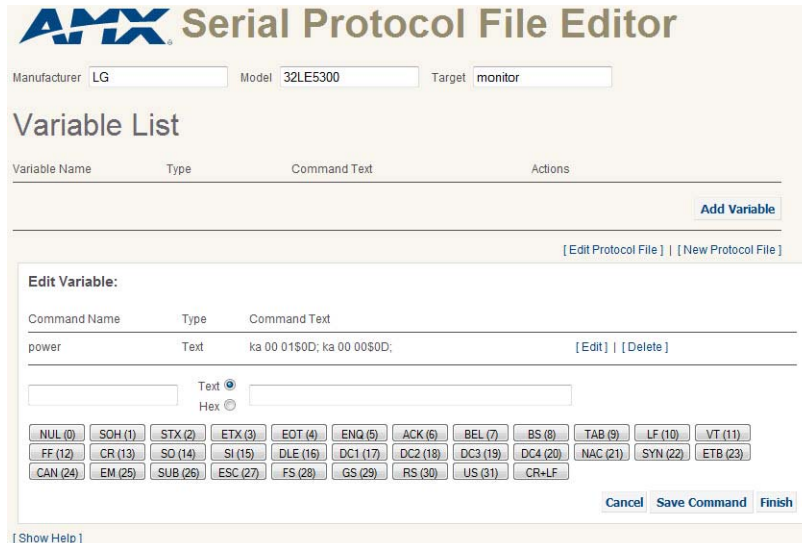 AMX Serial Protocol File Editor
Manufacturer LG Model 32LE5300 Target monitor
Variable List
Variable Name Type Command Text Actions
Add Variable
[ Edit Protocol File ] | [ New Protocol File ]
Edit Variable:
Command Name Type Command Text
power Text ka 00 01$0D; ka 00 00$0D; [ Edit ] | [ Delete ]
Text
Hex
NUL (0) SOH (1) STX (2) ETX (3) EOT (4) ENQ (5) ACK (6) BEL (7) BS (8) TAB (9) LF (10) VT (11)
FF (12) CR (13) SO (14) SI (15) DLE (16) DC1 (17) DC2 (18) DC3 (19) DC4 (20) NAC (21) SYN (22) ETB (23)
CAN (24) EM (25) SUB (26) ESC (27) FS (28) GS (29) RS (30) US (31) CR+LF
Cancel Save Command Finish
[ Show Help ]